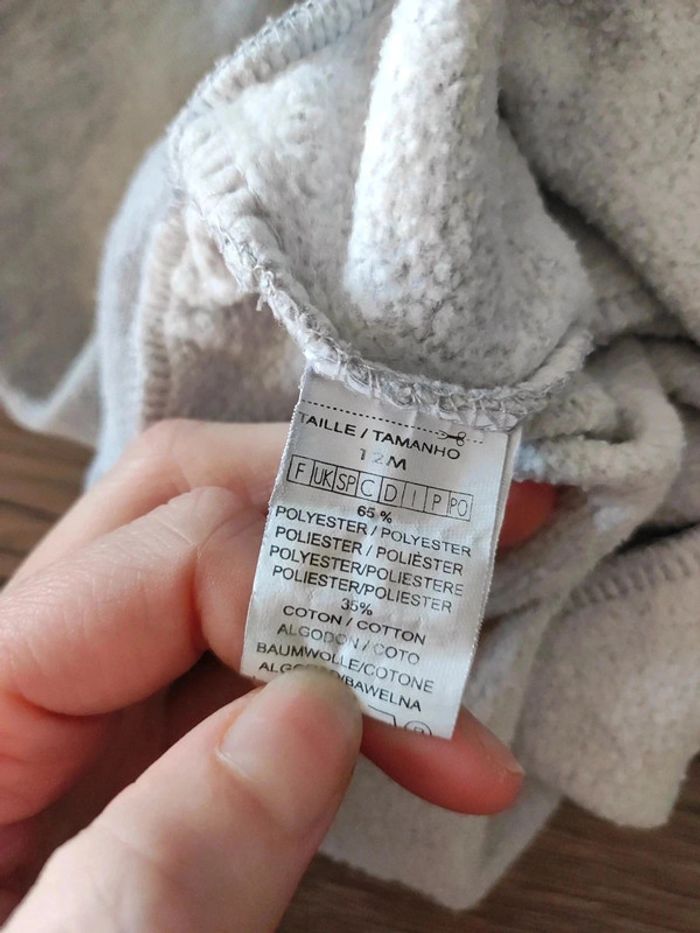 TAILLE / TAMANHO
12M
F UK SP C D I P PO
65 %
POLYESTER / POLYESTER
POLIESTER / POLIÈSTER
POLYESTER/POLIESTERE
POLIESTER/POLIESTER
35%
COTON / COTTON
ALGODON / COTO
BAUMWOLLE/COTONE
/BAWELNA